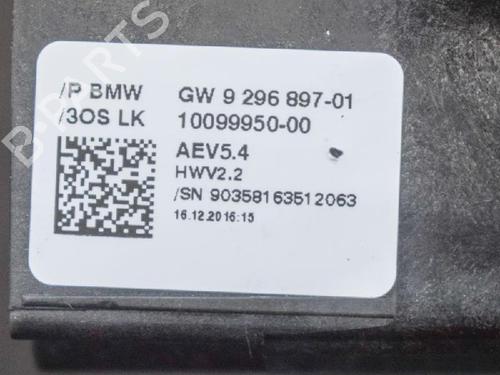 B-PARTS
/P BMW GW 9 296 897-01
/3OS LK 10099950-00
AEV5.4
HWV2.2
/SN 90358163512063
16.12.2016:15